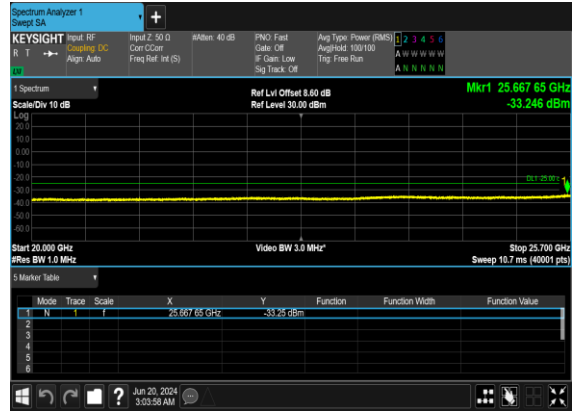 Spectrum Analyzer 1
Swept SA
+
KEYSIGHT Input: RF Input Z: 50 Ω #Atten: 40 dB PNO: Fast Avg Type: Power (RMS) 1 2 3 4 5 6
R T Coupling: DC Corr CCorr Gate: Off Avg|Hold: 100/100 A W W W W W
Align: Auto Freq Ref: Int (S) IF Gain: Low Trig: Free Run
Sig Track: Off A N N N N N
1 Spectrum Ref Lvl Offset 8.60 dB Mkr1 25.667 65 GHz
Scale/Div 10 dB Ref Level 30.00 dBm -33.246 dBm
Log
20.0
10.0
0.00
-10.0
-20.0
-30.0
-40.0
-50.0
-60.0
1
Start 20.000 GHz Video BW 3.0 MHz* Stop 25.700 GHz
#Res BW 1.0 MHz Sweep 10.7 ms (40001 pts)
5 Marker Table
Mode Trace Scale X Y Function Function Width Function Value
1 N 1 f 25.667 65 GHz -33.25 dBm
2
3
4
5
6
? Jun 20, 2024
3:03:58 AM